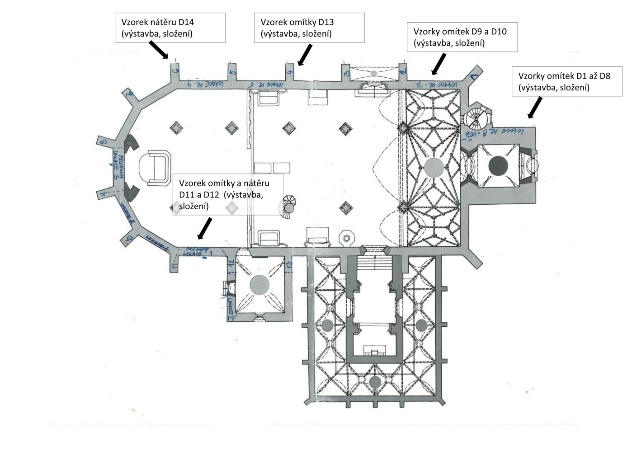 Vzorek nátěru D14
(výstavba, složení)
Vzorek omítky D13
(výstavba, složení)
Vzorky omítek D9 a D10
(výstavba, složení)
Vzorky omítek D1 až D8
(výstavba, složení)
Vzorek omítky a nátěru
D11 a D12 (výstavba,
složení)